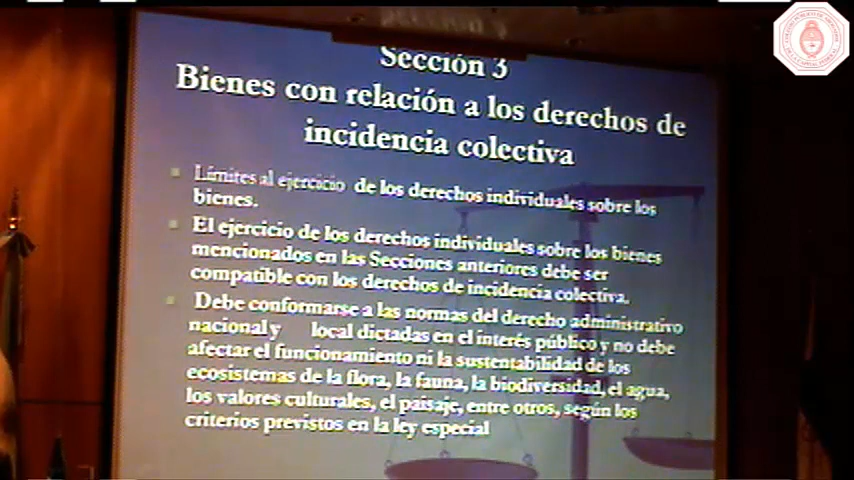 Sección 3
Bienes con relación a los derechos de
incidencia colectiva
Límites al ejercicio de los derechos individuales sobre los
bienes.
El ejercicio de los derechos individuales sobre los bienes
mencionados en las Secciones anteriores debe ser
compatible con los derechos de incidencia colectiva.
Debe conformarse a las normas del derecho administrativo
nacional y local dictadas en el interés público y no debe
afectar el funcionamiento ni la sustentabilidad de los
ecosistemas de la flora, la fauna, la biodiversidad, el agua,
los valores culturales, el paisaje, entre otros, según los
criterios previstos en la ley especial